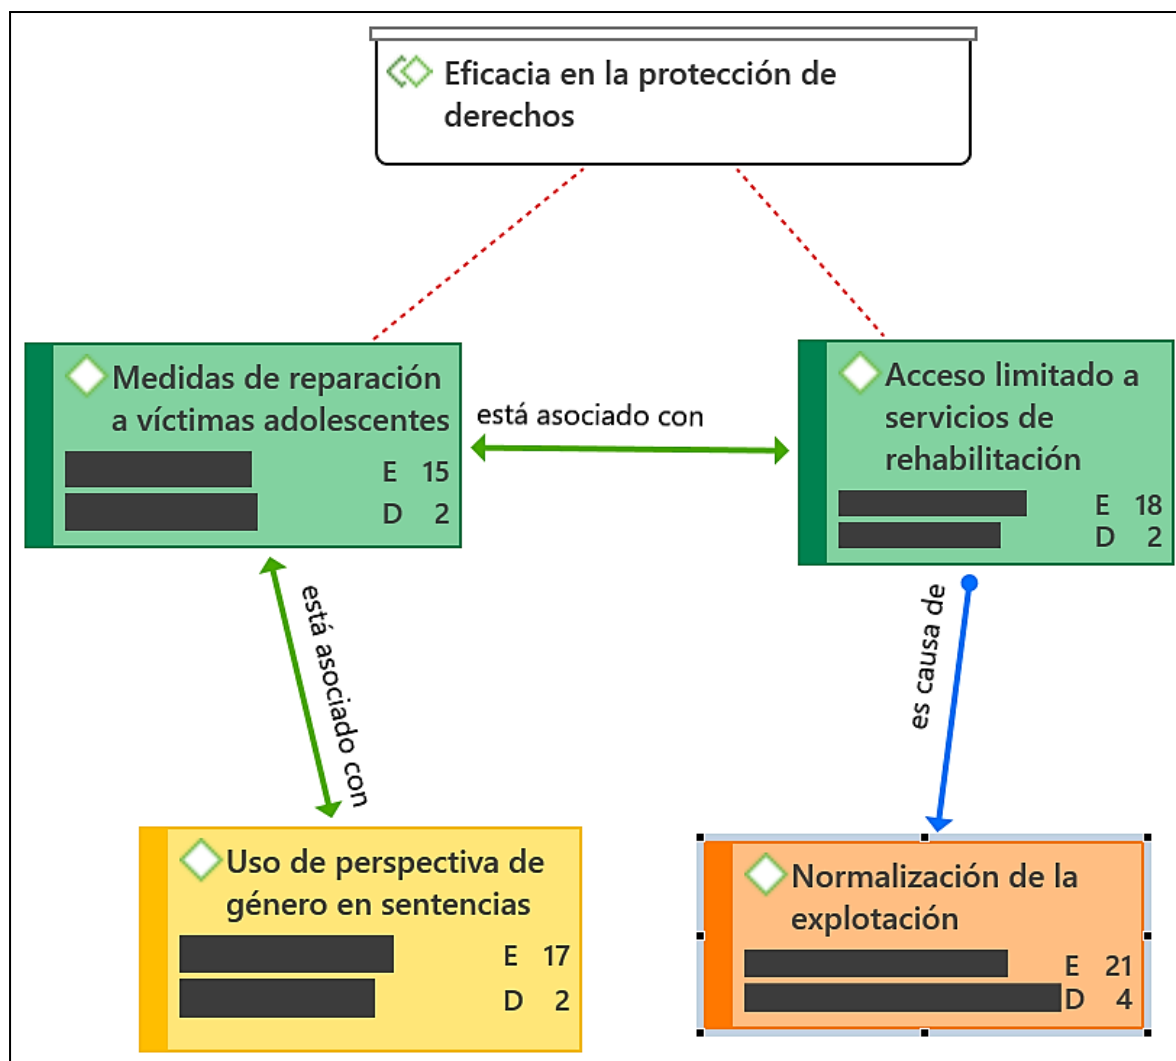 Eficacia en la protección de
derechos
Medidas de reparación
a víctimas adolescentes
E 15
D 2
está asociado con
Acceso limitado a
servicios de
rehabilitación
E 18
D 2
está asociado con
es causa de
Uso de perspectiva de
género en sentencias
E 17
D 2
Normalización de la
explotación
E 21
D 4